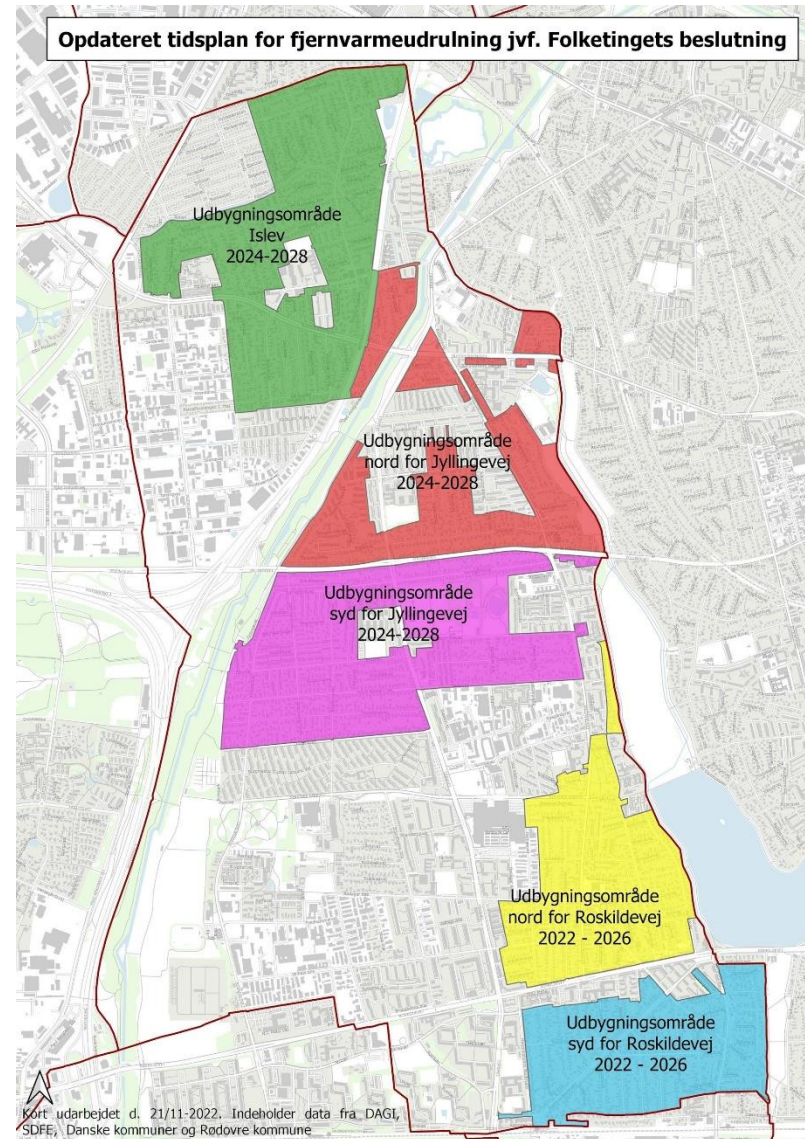 Opdateret tidsplan for fjernvarmeudrulning jvf. Folketingets beslutning
Udbygningsområde
Islev
2024-2028
Udbygningsområde
nord for Jyllingevej
2024-2028
Udbygningsområde
syd for Jyllingevej
2024-2028
Udbygningsområde
nord for Roskildevej
2022 - 2026
Udbygningsområde
syd for Roskildevej
2022 - 2026
Kort udarbejdet d. 21/11-2022. Indeholder data fra DAGI,
SDFE, Danske kommuner og Rødovre kommune